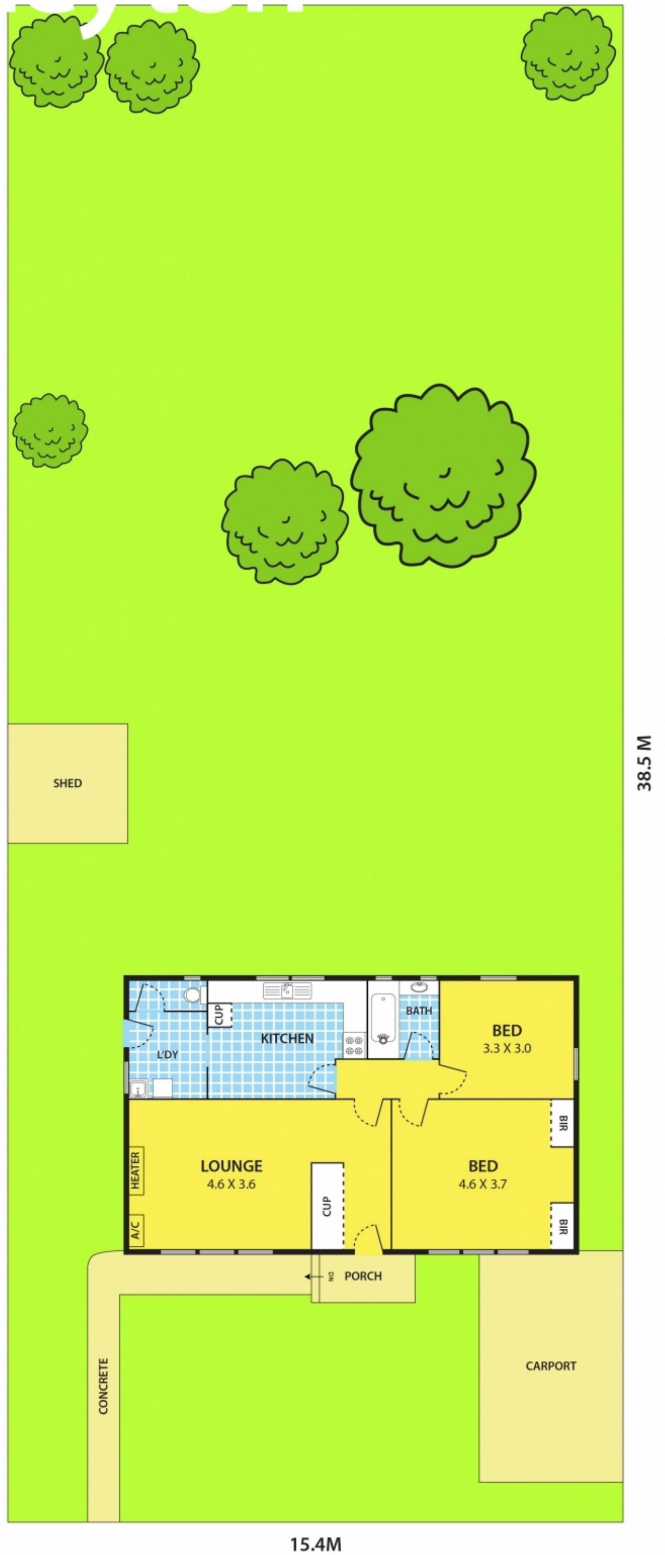 SHED
38.5 M
CUP
KITCHEN
BATH
BED
3.3 X 3.0
L'DY
HEATER
LOUNGE
4.6 X 3.6
CUP
BED
4.6 X 3.7
BIR
BIR
A/C
DN
PORCH
CONCRETE
CARPORT
15.4M